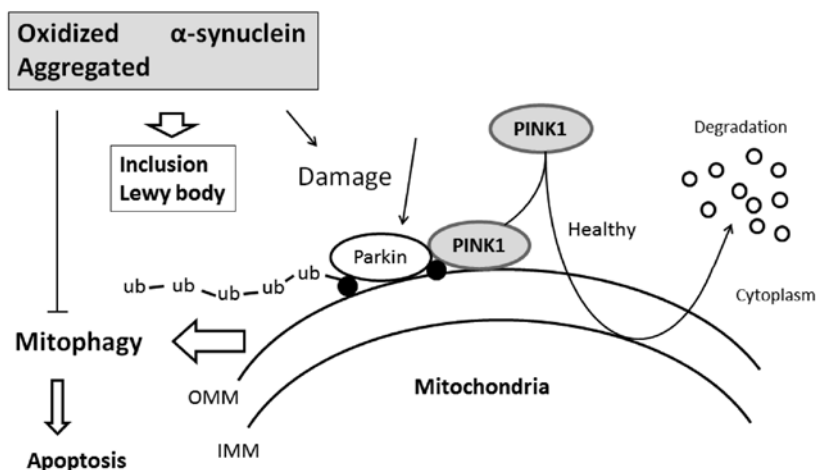 Oxidized α-synuclein
Aggregated
PINK1
Degradation
Inclusion
Lewy body
Damage
Healthy
Parkin
PINK1
ub
ub
ub
ub
ub
Cytoplasm
Mitophagy
Mitochondria
OMM
IMM
Apoptosis